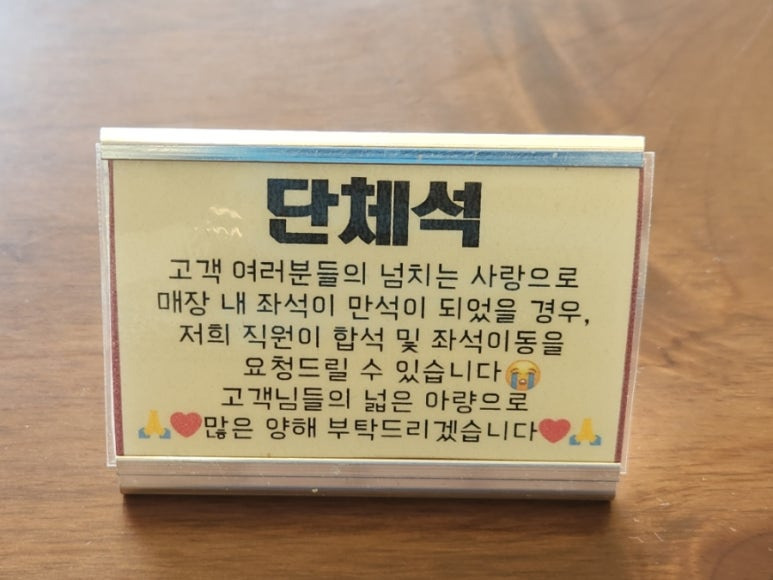 단체석
고객 여러분들의 넘치는 사랑으로
매장 내 좌석이 만석이 되었을 경우,
저희 직원이 합석 및 좌석이동을
요청드릴 수 있습니다😭
고객님들의 넓은 아량으로
🙏❤️많은 양해 부탁드리겠습니다❤️🙏